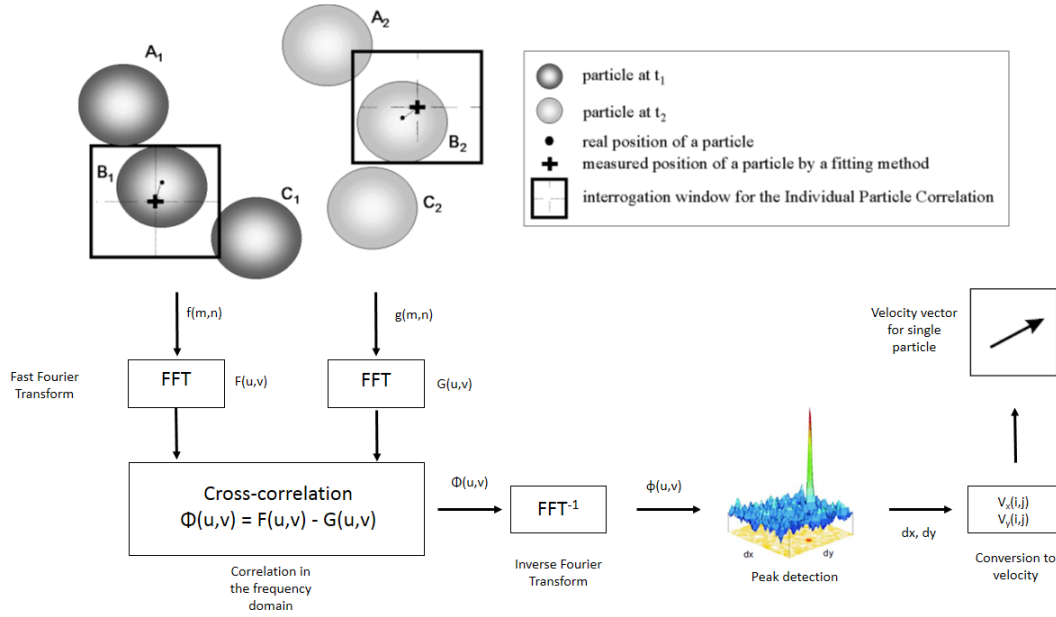 A₁
A₂
B₁
B₂
C₁
C₂
particle at t₁
particle at t₂
real position of a particle
measured position of a particle by a fitting method
interrogation window for the Individual Particle Correlation
f(m,n)
g(m,n)
Fast Fourier
Transform
FFT
F(u,v)
FFT
G(u,v)
Cross-correlation
Φ(u,v) = F(u,v) - G(u,v)
Correlation in
the frequency
domain
Φ(u,v)
FFT⁻¹
Inverse Fourier
Transform
ϕ(u,v)
dx
dy
Peak detection
dx, dy
Vₓ(i,j)
Vᵧ(i,j)
Conversion to
velocity
Velocity vector
for single
particle